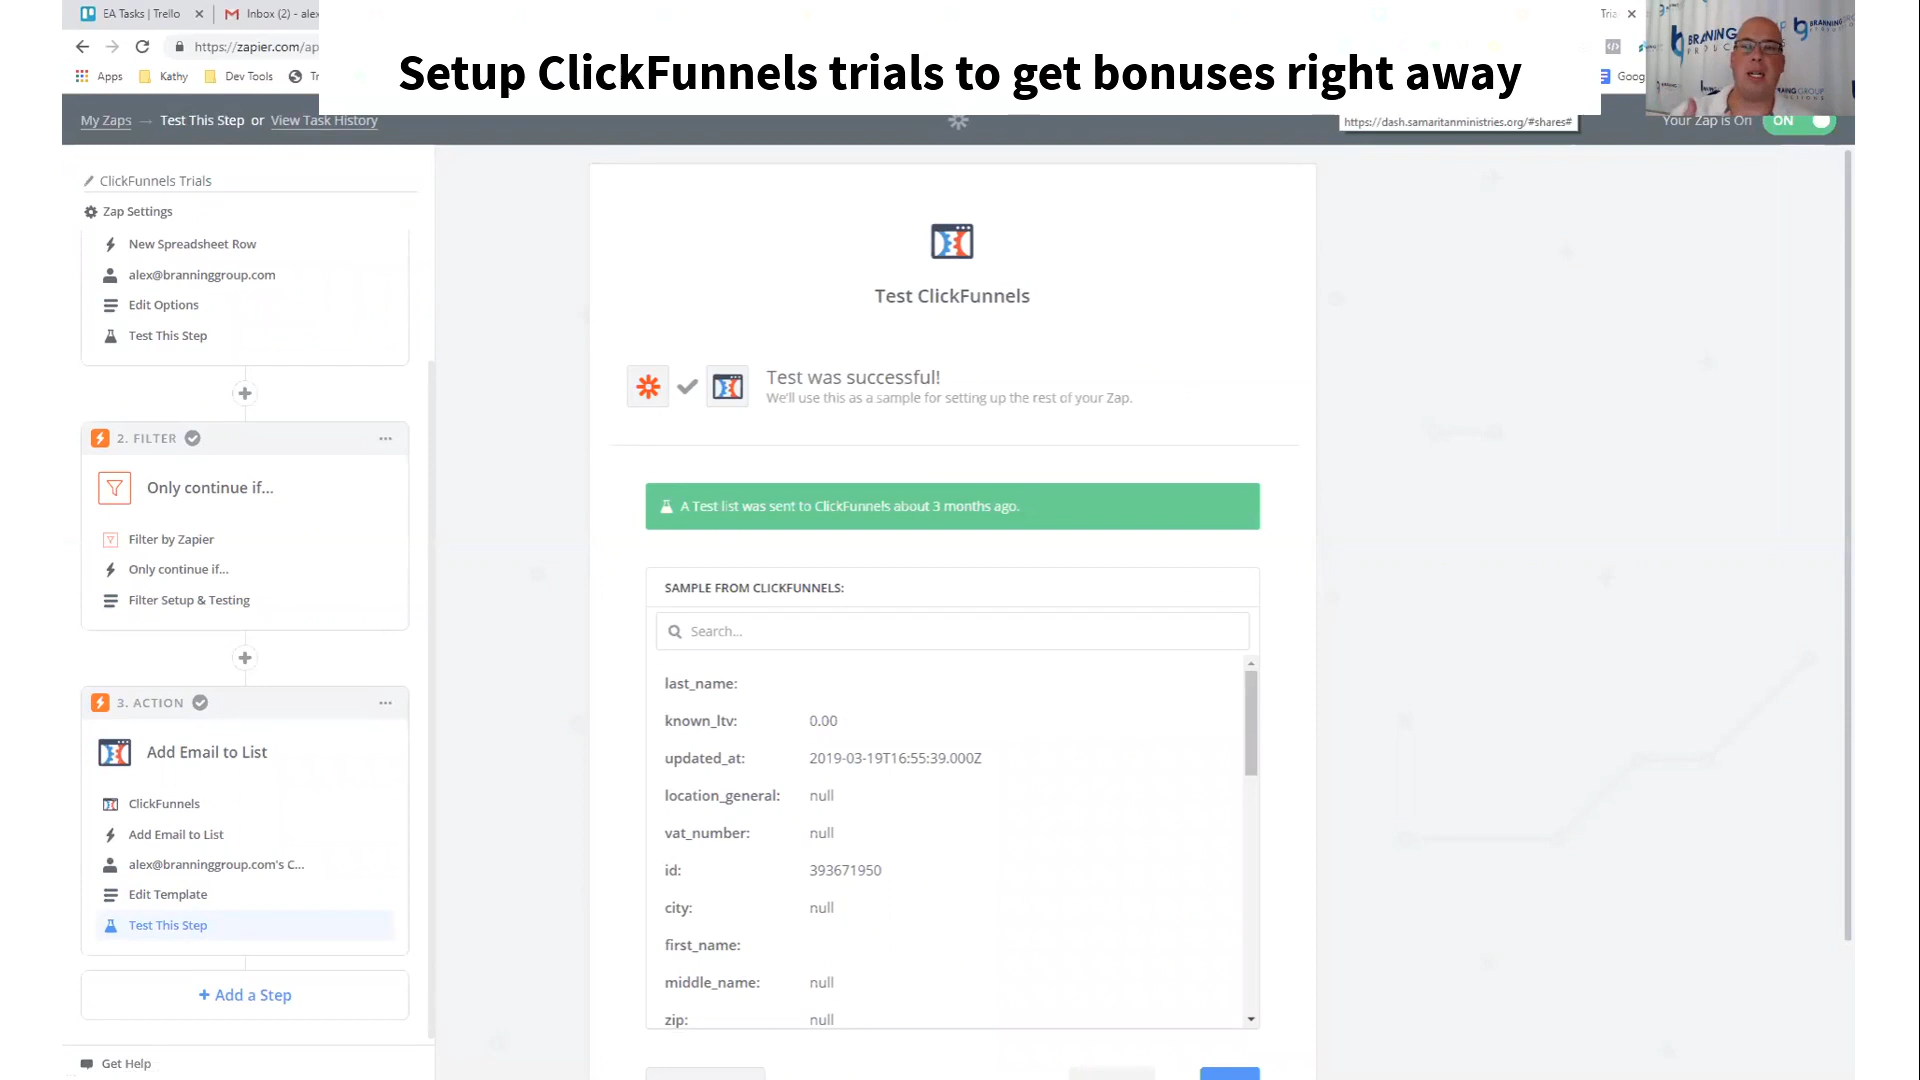 EA Tasks | Trello
Inbox (2) - ale
https://zapier.com/ap
Apps
Kathy
Dev Tools
Tr
Setup ClickFunnels trials to get bonuses right away
Tria
Goog
BRANNING
My Zaps → Test This Step or View Task History
https://dash.samaritanministries.org/#shares#
Your Zap is On
ON
ClickFunnels Trials
Zap Settings
New Spreadsheet Row
alex@branninggroup.com
Edit Options
Test This Step
2. FILTER
Only continue if...
Filter by Zapier
Only continue if...
Filter Setup & Testing
3. ACTION
Add Email to List
ClickFunnels
Add Email to List
alex@branninggroup.com's C...
Edit Template
Test This Step
+ Add a Step
Get Help
Test ClickFunnels
Test was successful!
We'll use this as a sample for setting up the rest of your Zap.
A Test list was sent to ClickFunnels about 3 months ago.
SAMPLE FROM CLICKFUNNELS:
Search...
last_name:
known_ltv: 0.00
updated_at: 2019-03-19T16:55:39.000Z
location_general: null
vat_number: null
id: 393671950
city: null
first_name:
middle_name: null
zip: null